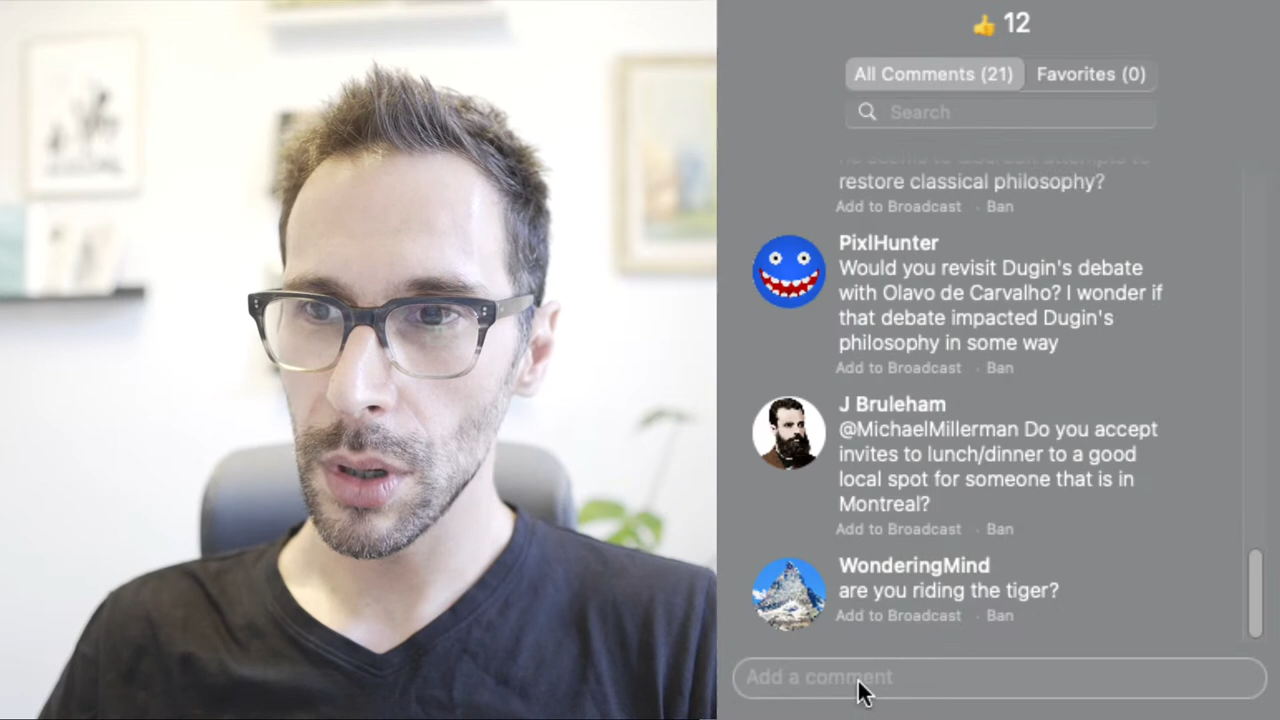 👍 12
All Comments (21)
Favorites (0)
Search
restore classical philosophy?
Add to Broadcast · Ban
PixlHunter
Would you revisit Dugin's debate
with Olavo de Carvalho? I wonder if
that debate impacted Dugin's
philosophy in some way
Add to Broadcast · Ban
J Bruleham
@MichaelMillerman Do you accept
invites to lunch/dinner to a good
local spot for someone that is in
Montreal?
Add to Broadcast · Ban
WonderingMind
are you riding the tiger?
Add to Broadcast · Ban
Add a comment